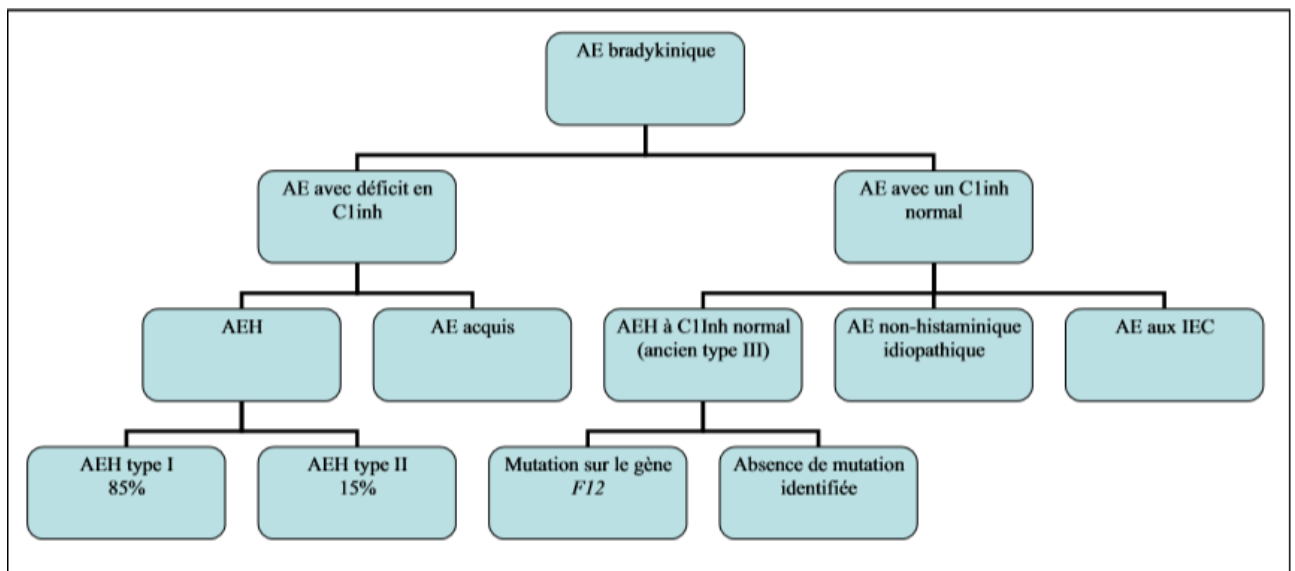 AE bradykinique
AE avec déficit en
C1inh
AE avec un C1inh
normal
AEH
AE acquis
AEH à C1Inh normal
(ancien type III)
AE non-histaminique
idiopathique
AE aux IEC
AEH type I
85%
AEH type II
15%
Mutation sur le gène
F12
Absence de mutation
identifiée